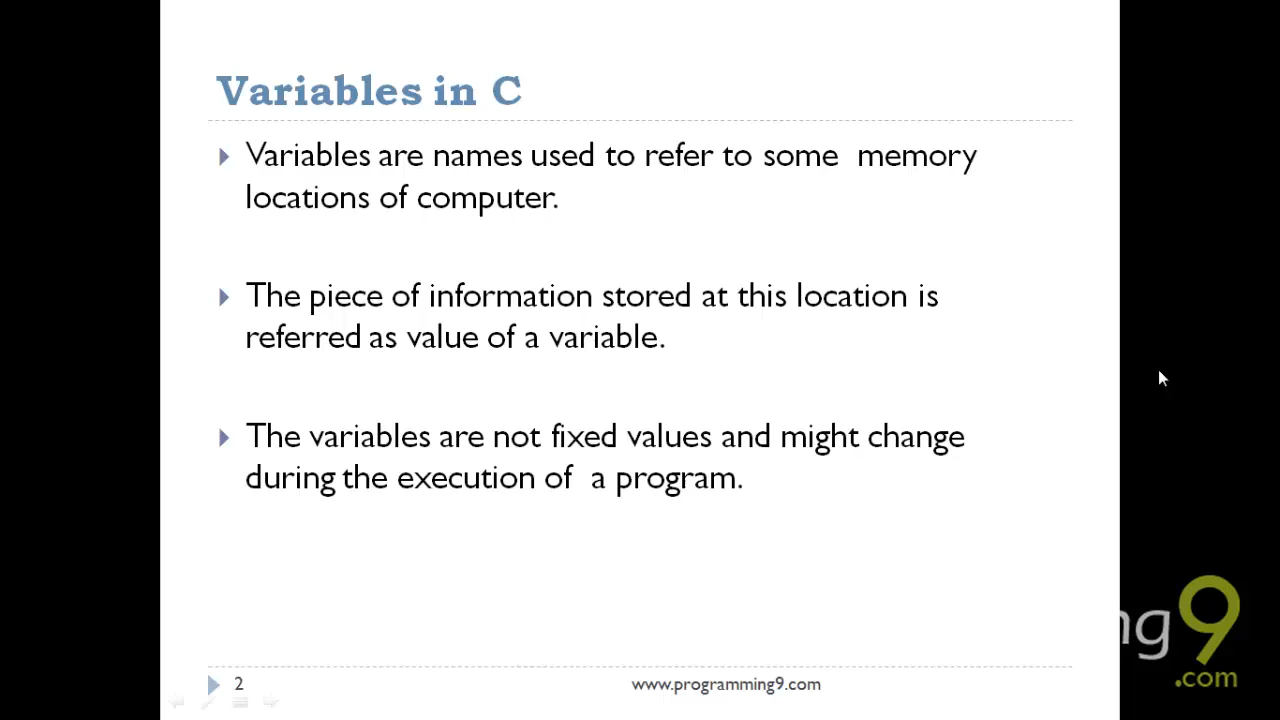 Variables in C
Variables are names used to refer to some memory
locations of computer.
The piece of information stored at this location is
referred as value of a variable.
The variables are not fixed values and might change
during the execution of a program.
2
www.programming9.com
ng9
.com